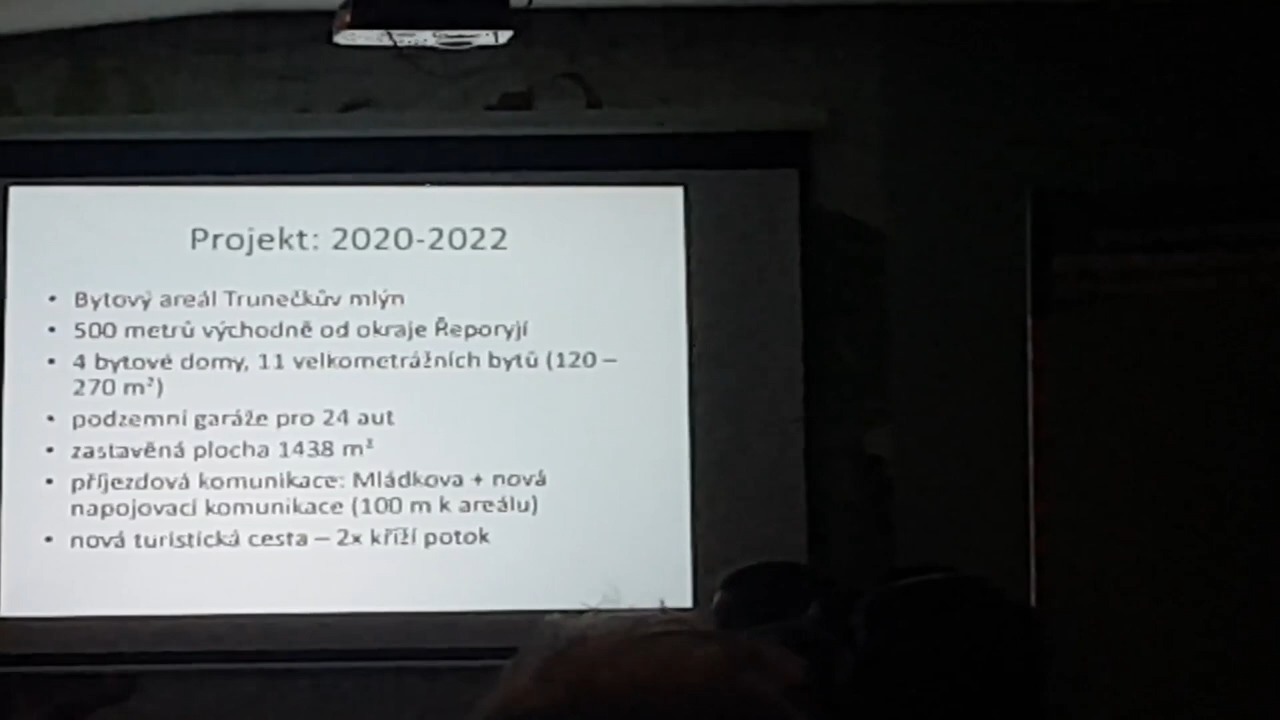 Projekt: 2020-2022
• Bytový areál Trunečkův mlýn
• 500 metrů východně od okraje Řeporyjí
• 4 bytové domy, 11 velkometrážních bytů (120 –
270 m²)
• podzemní garáže pro 24 aut
• zastavěná plocha 1438 m²
• příjezdová komunikace: Mládkova + nová
napojovací komunikace (100 m k areálu)
• nová turistická cesta – 2x kříží potok